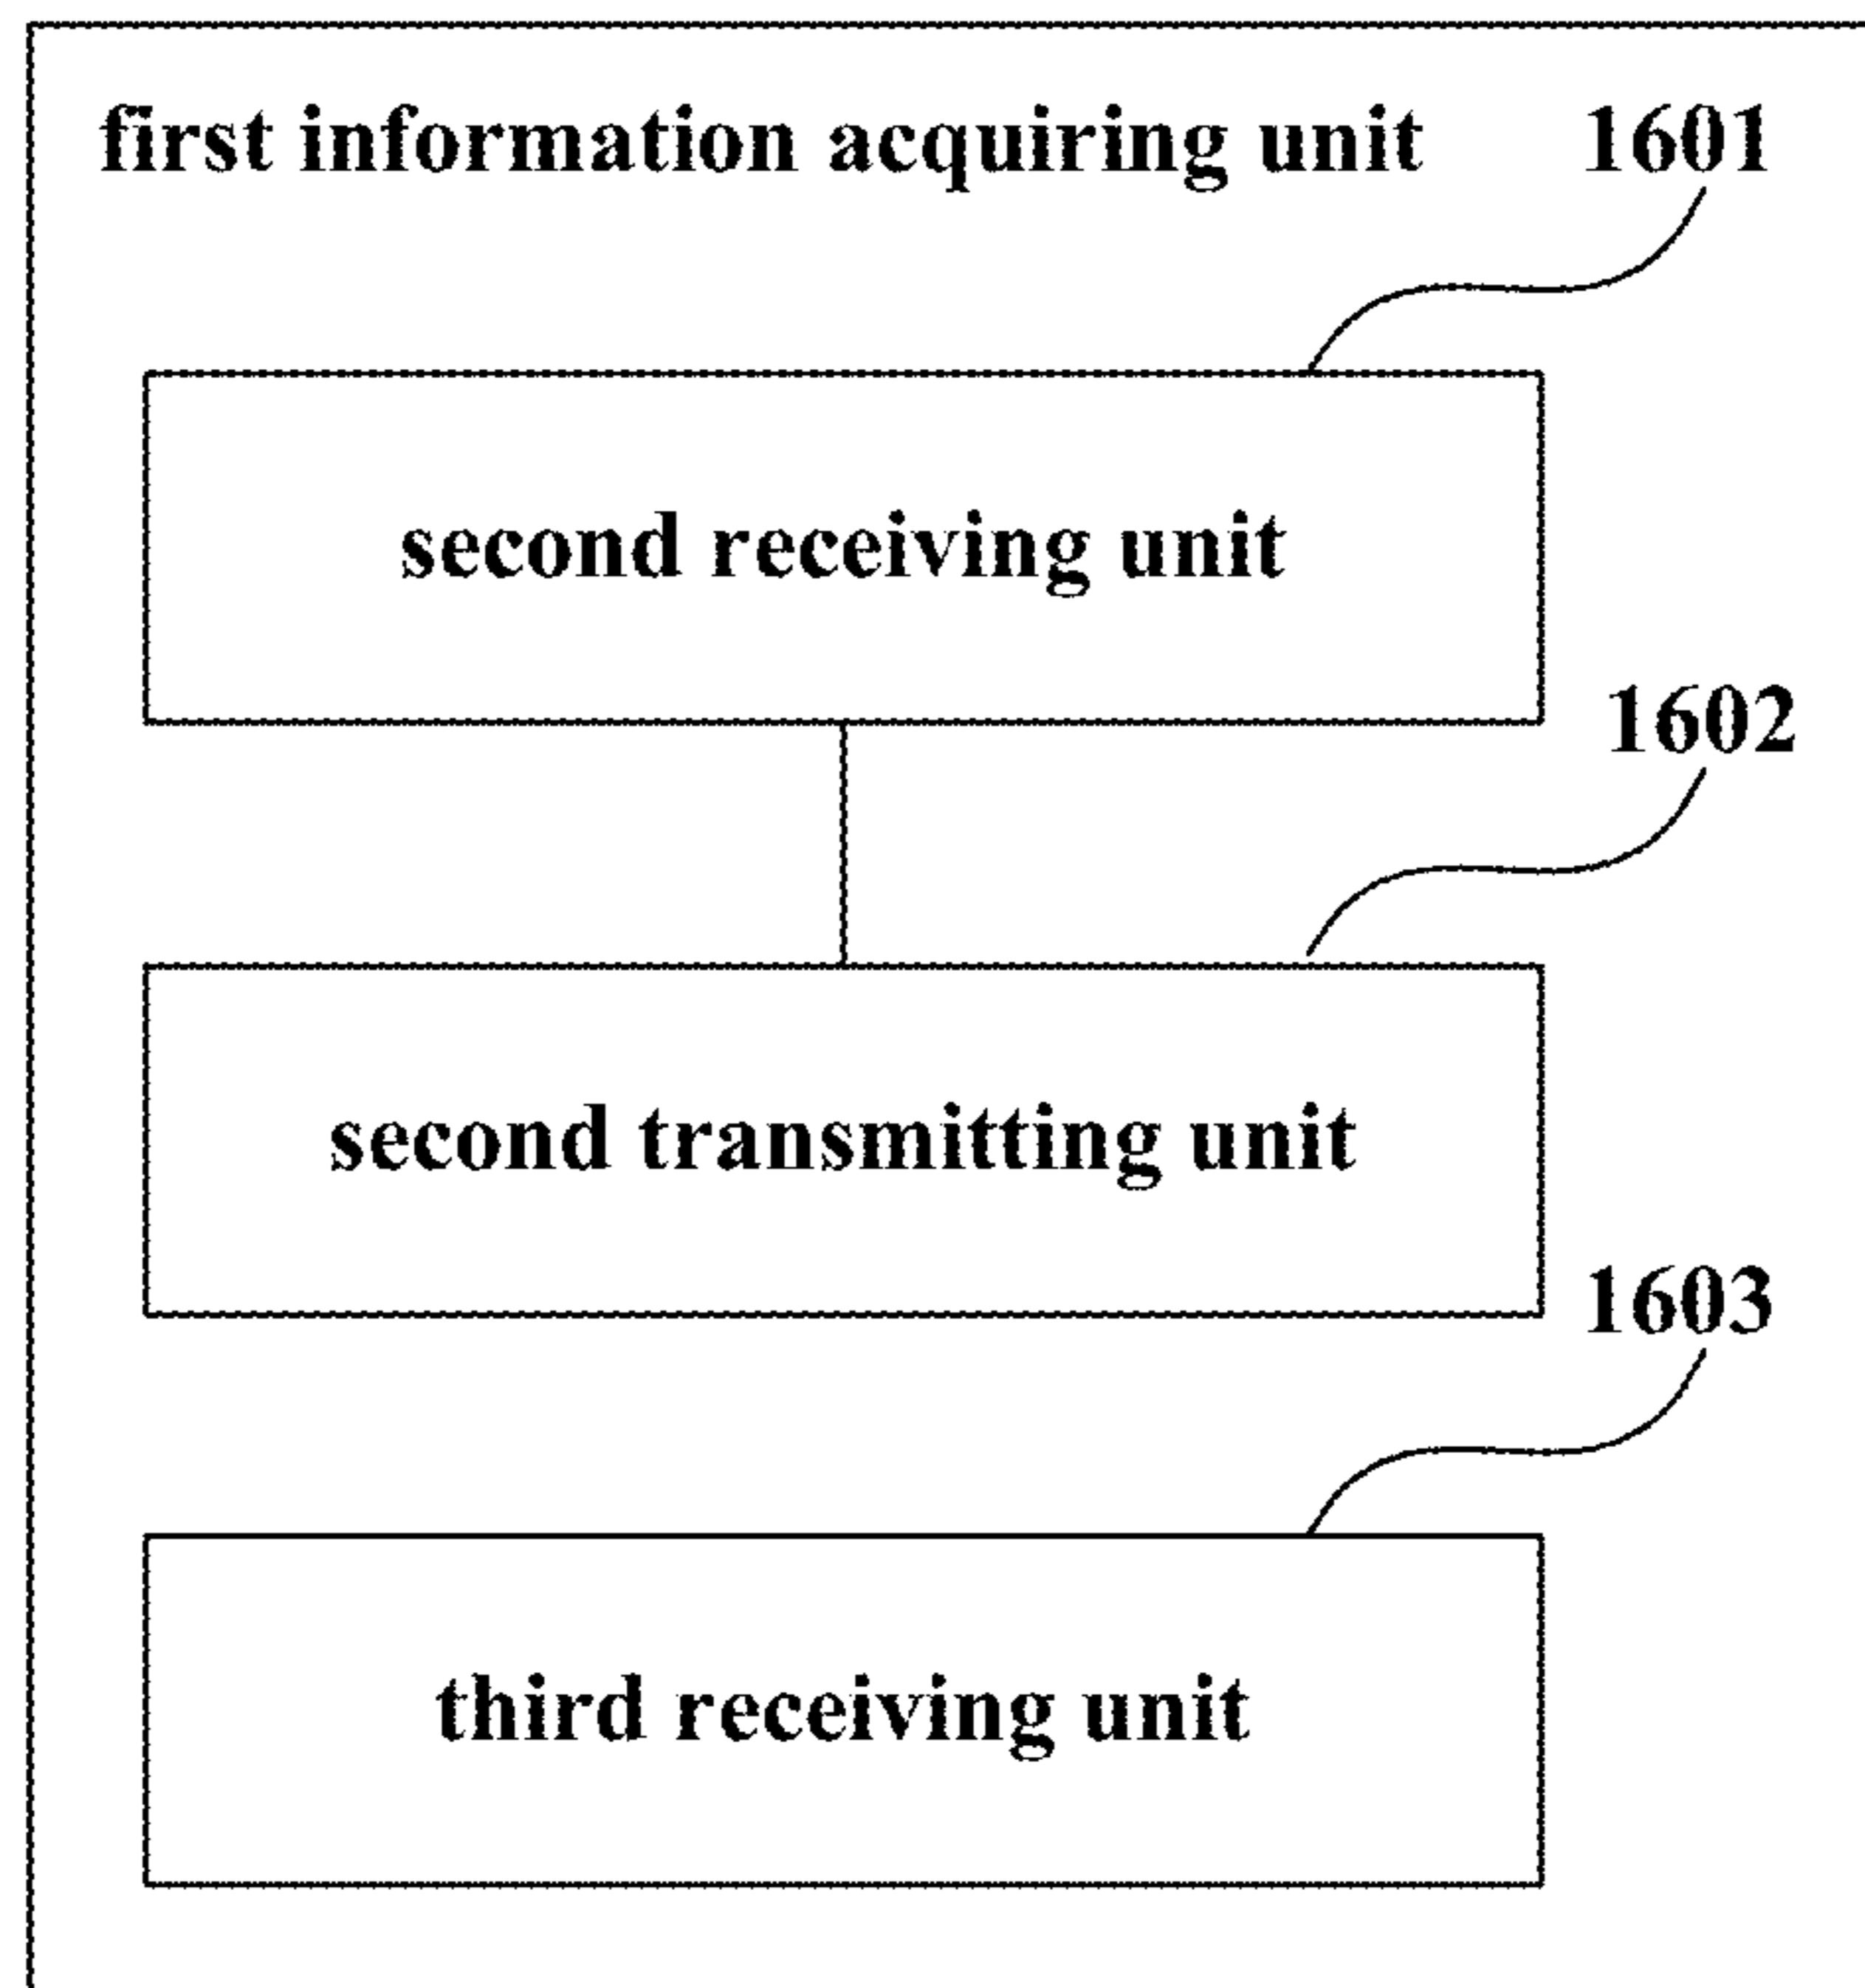 first information acquiring unit 1601
second receiving unit
1602
second transmitting unit
1603
third receiving unit